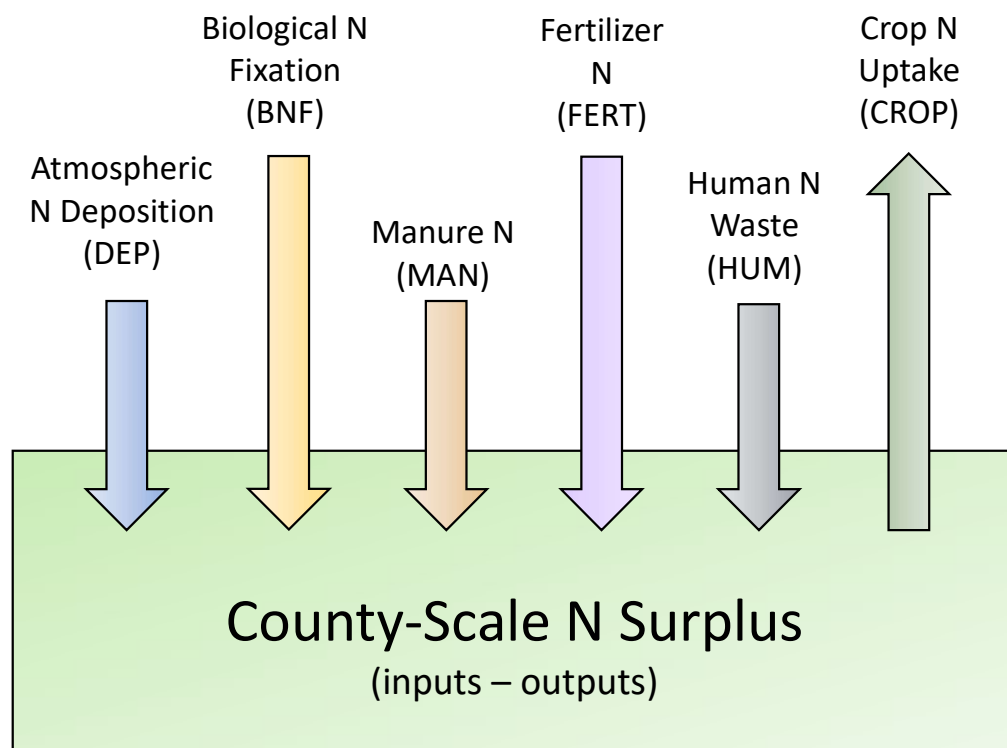 Biological N
Fixation
(BNF)
Fertilizer
N
(FERT)
Crop N
Uptake
(CROP)
Atmospheric
N Deposition
(DEP)
Manure N
(MAN)
Human N
Waste
(HUM)
County-Scale N Surplus
(inputs – outputs)